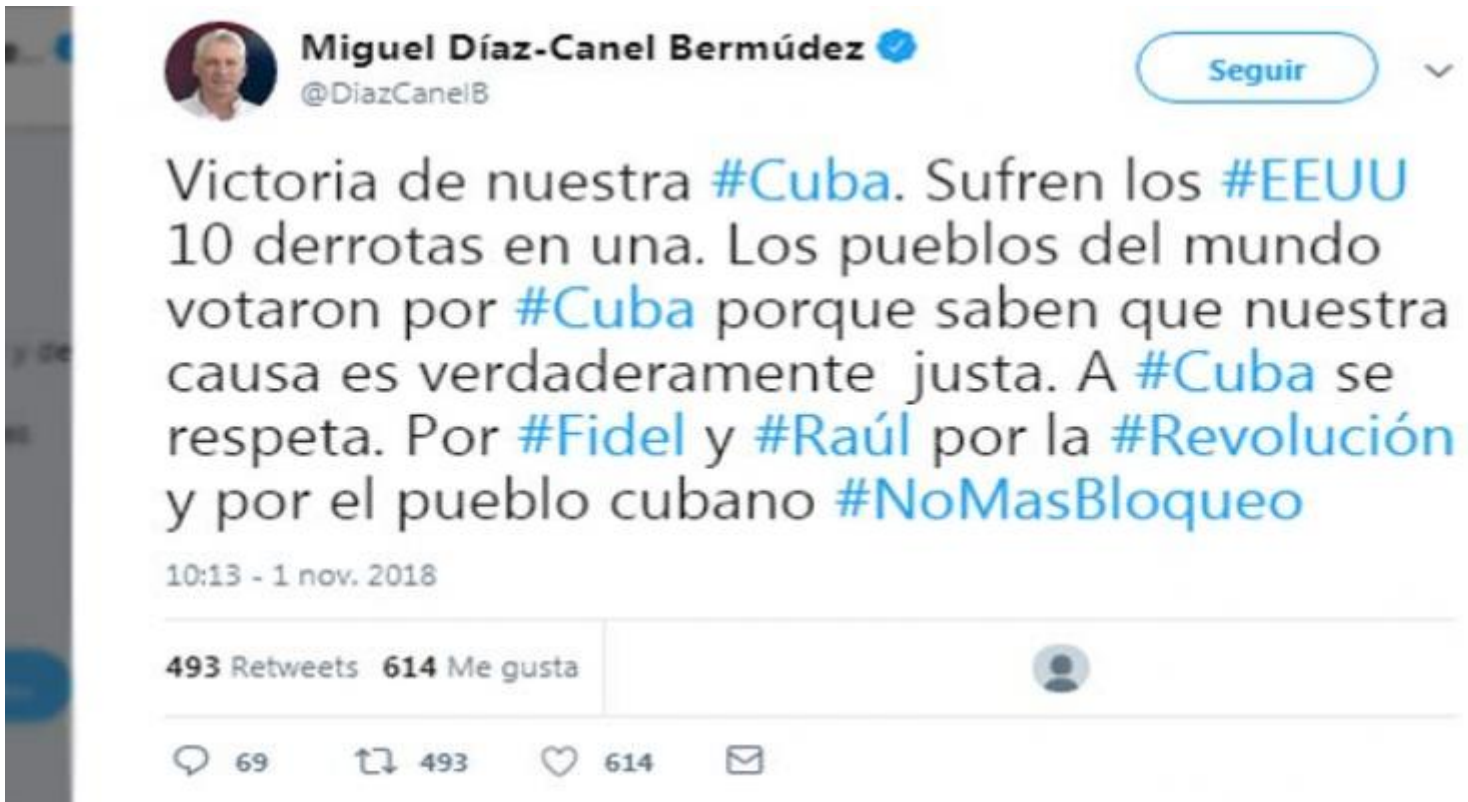 Miguel Díaz-Canel Bermúdez
@DiazCanelB
Seguir
Victoria de nuestra #Cuba. Sufren los #EEUU
10 derrotas en una. Los pueblos del mundo
votaron por #Cuba porque saben que nuestra
causa es verdaderamente justa. A #Cuba se
respeta. Por #Fidel y #Raúl por la #Revolución
y por el pueblo cubano #NoMasBloqueo
10:13 - 1 nov. 2018
493 Retweets 614 Me gusta
69 493 614
y de